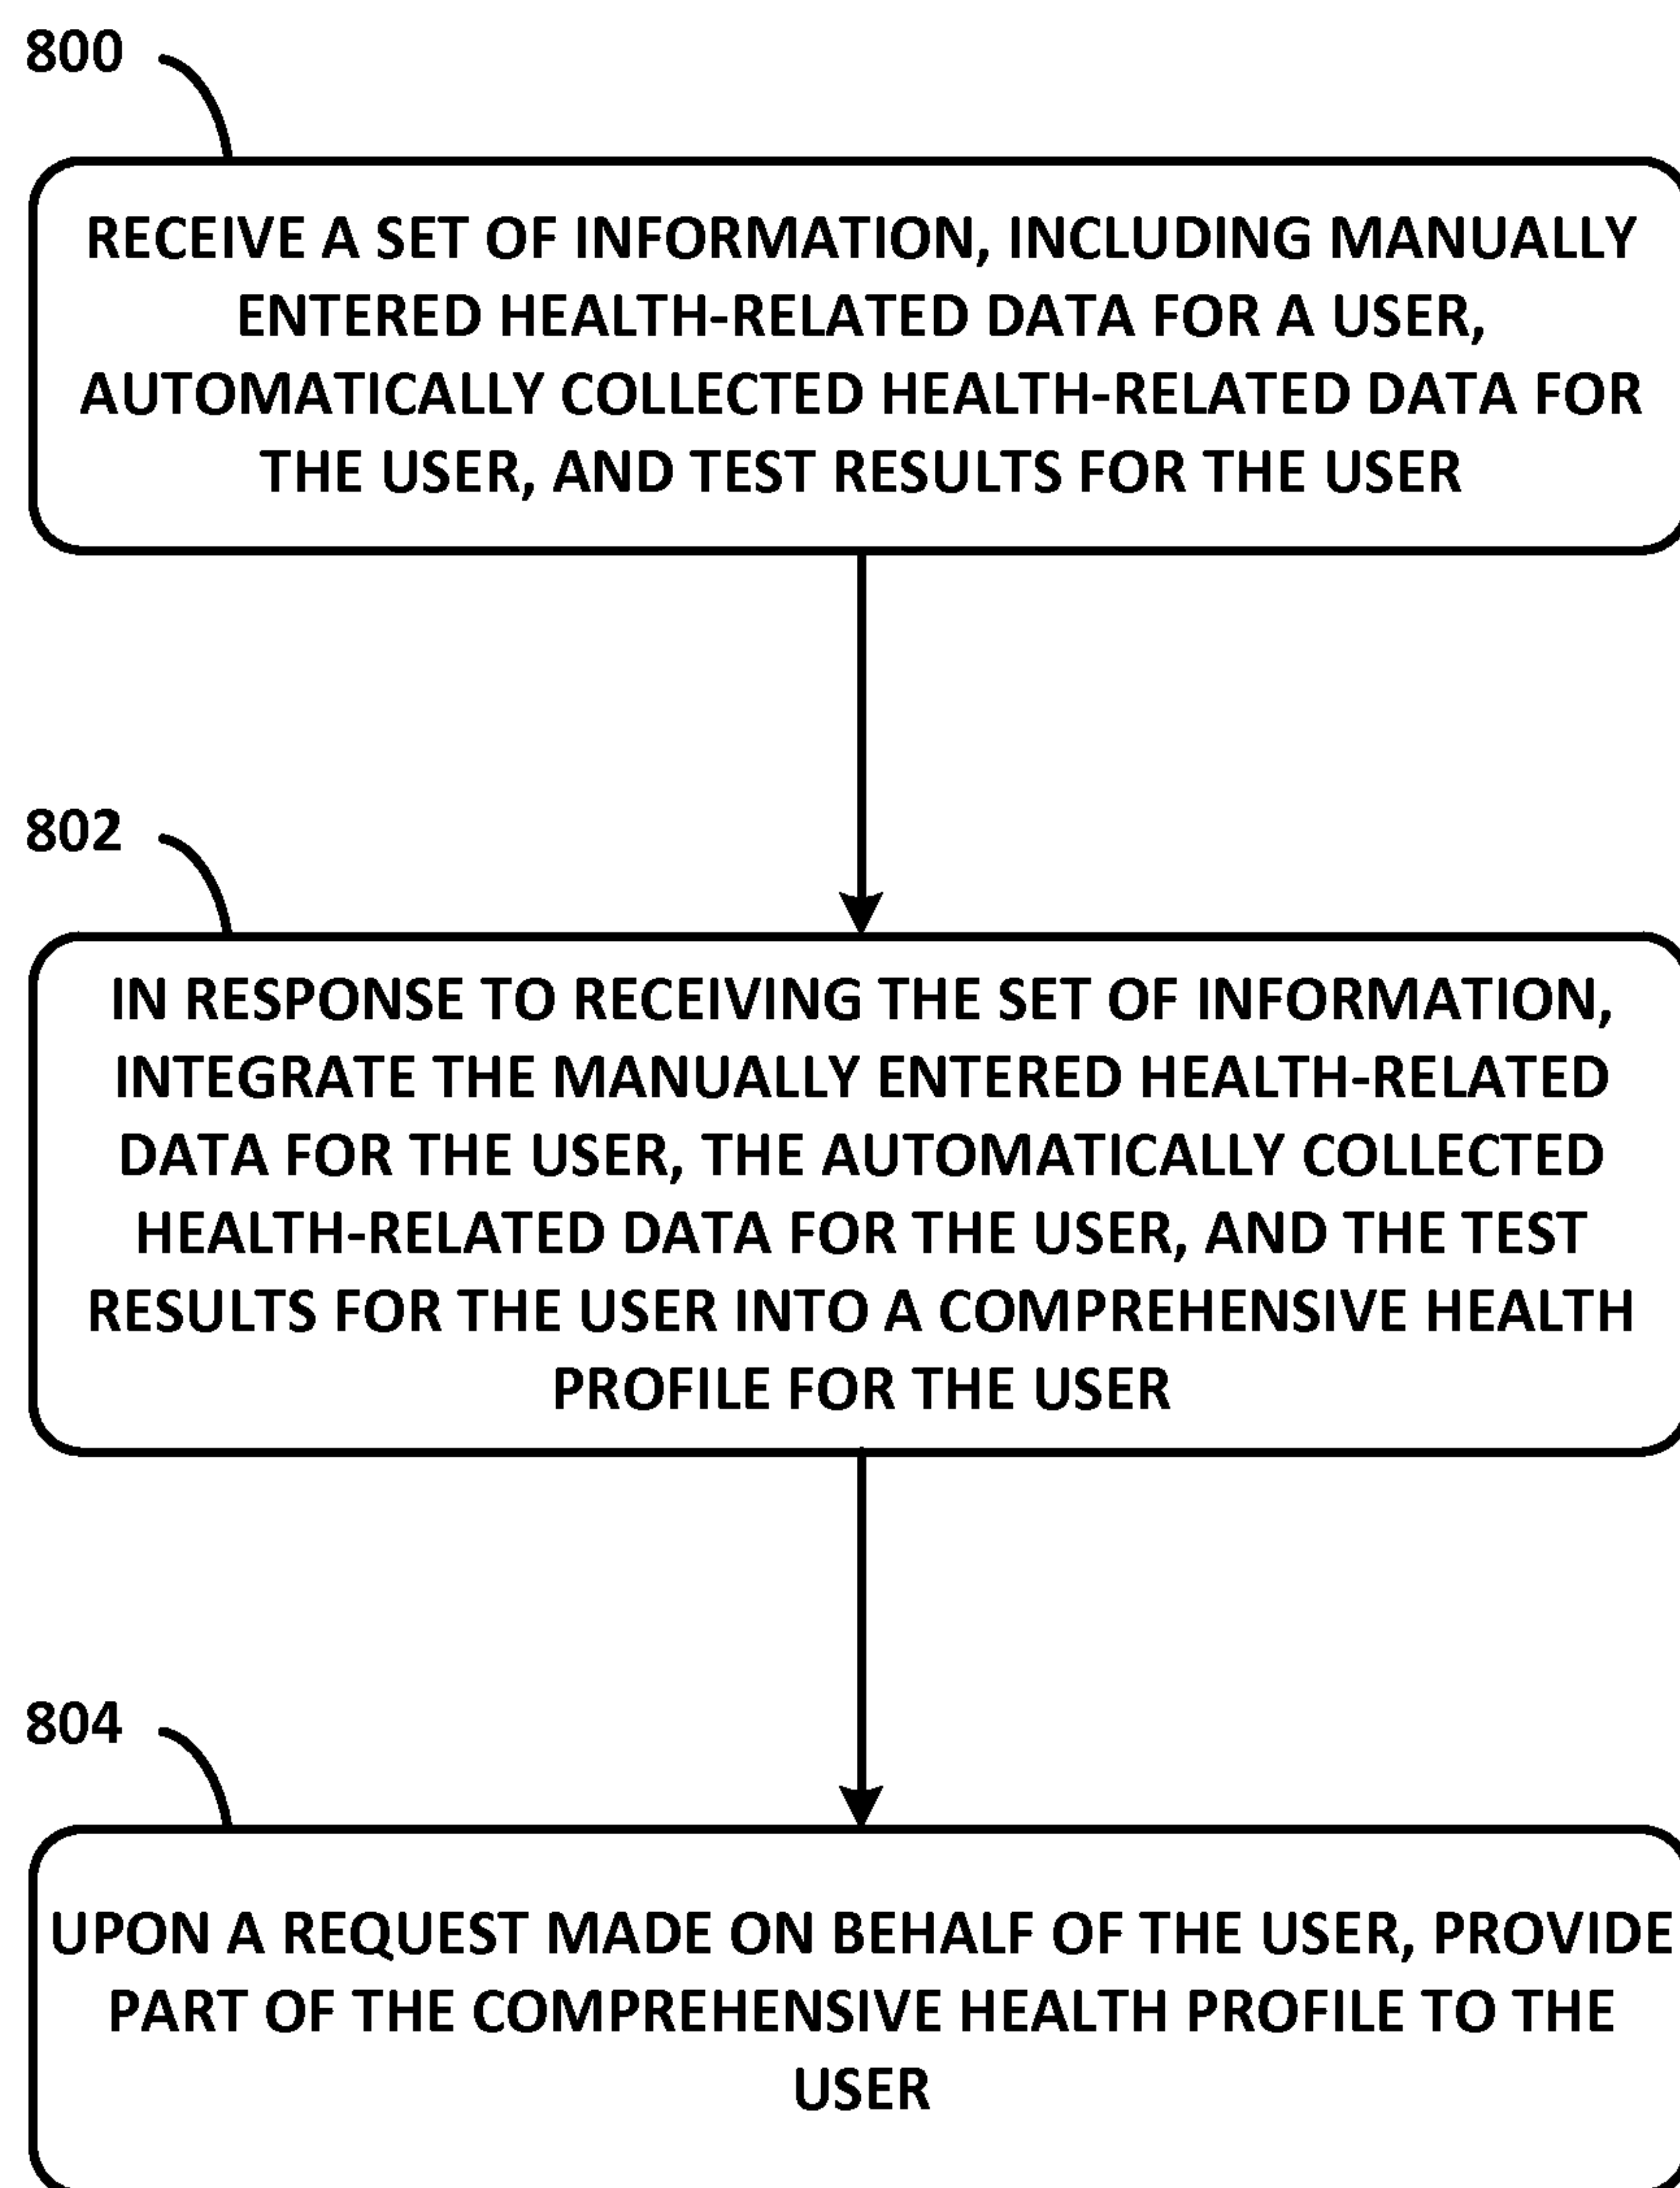 800
RECEIVE A SET OF INFORMATION, INCLUDING MANUALLY
ENTERED HEALTH-RELATED DATA FOR A USER,
AUTOMATICALLY COLLECTED HEALTH-RELATED DATA FOR
THE USER, AND TEST RESULTS FOR THE USER
802
IN RESPONSE TO RECEIVING THE SET OF INFORMATION,
INTEGRATE THE MANUALLY ENTERED HEALTH-RELATED
DATA FOR THE USER, THE AUTOMATICALLY COLLECTED
HEALTH-RELATED DATA FOR THE USER, AND THE TEST
RESULTS FOR THE USER INTO A COMPREHENSIVE HEALTH
PROFILE FOR THE USER
804
UPON A REQUEST MADE ON BEHALF OF THE USER, PROVIDE
PART OF THE COMPREHENSIVE HEALTH PROFILE TO THE
USER